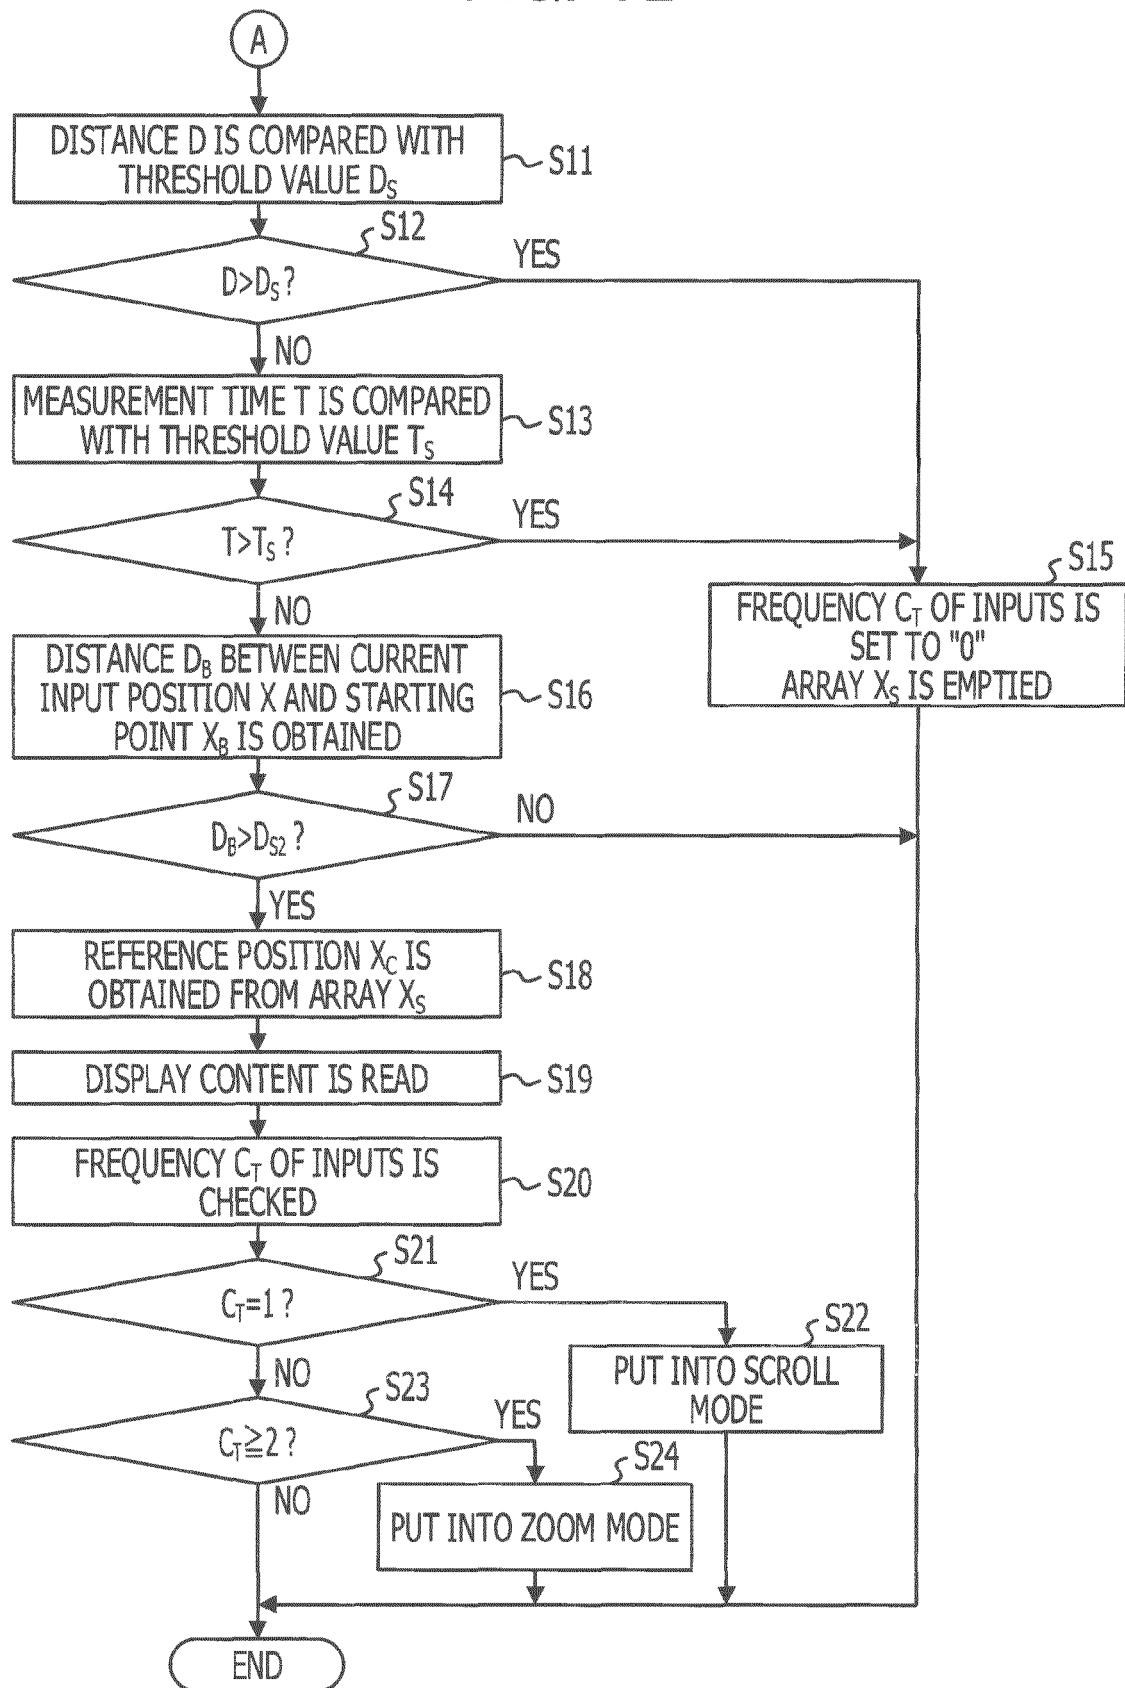 A
DISTANCE D IS COMPARED WITH
THRESHOLD VALUE DS
S11
S12
D>DS?
YES
NO
MEASUREMENT TIME T IS COMPARED
WITH THRESHOLD VALUE TS
S13
S14
T>TS?
YES
NO
S15
FREQUENCY CT OF INPUTS IS
SET TO "0"
ARRAY XS IS EMPTIED
DISTANCE DB BETWEEN CURRENT
INPUT POSITION X AND STARTING
POINT XB IS OBTAINED
S16
S17
DB>DS2?
NO
YES
REFERENCE POSITION XC IS
OBTAINED FROM ARRAY XS
S18
DISPLAY CONTENT IS READ
S19
FREQUENCY CT OF INPUTS IS
CHECKED
S20
S21
CT=1?
YES
NO
S22
PUT INTO SCROLL
MODE
S23
CT≧2?
YES
NO
S24
PUT INTO ZOOM MODE
END